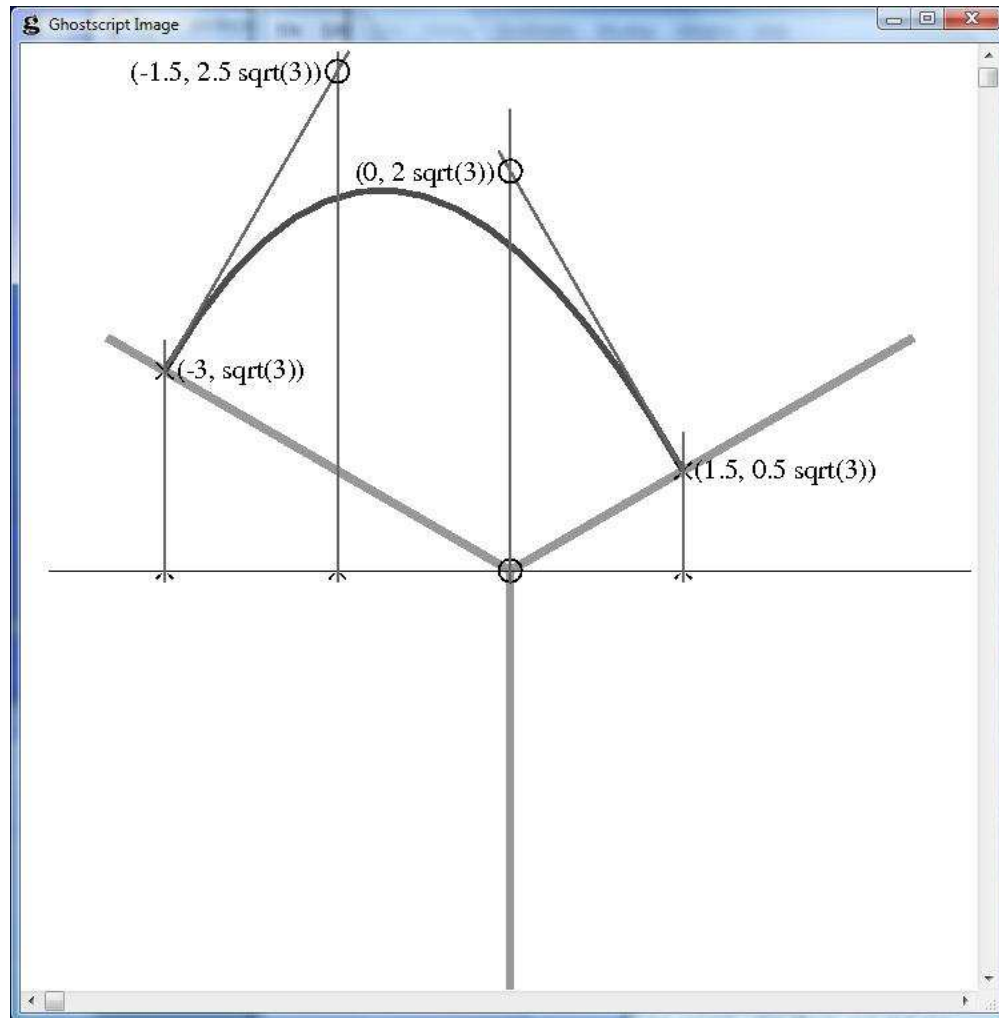 Ghostscript Image
(-1.5, 2.5 sqrt(3))
(0, 2 sqrt(3))
(-3, sqrt(3))
(1.5, 0.5 sqrt(3))